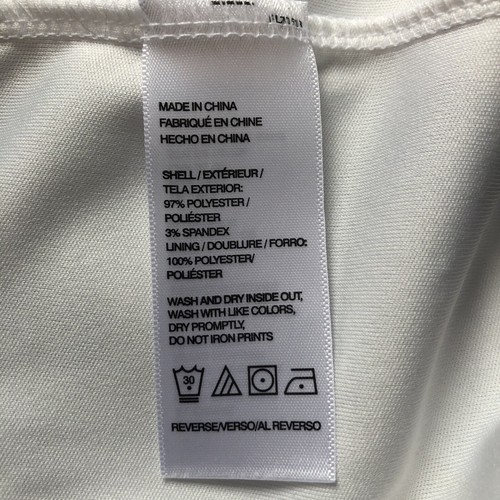 MADE IN CHINA
FABRIQUÉ EN CHINE
HECHO EN CHINA
SHELL / EXTÉRIEUR /
TELA EXTERIOR:
97% POLYESTER /
POLIÉSTER
3% SPANDEX
LINING / DOUBLURE / FORRO:
100% POLYESTER/
POLIÉSTER
WASH AND DRY INSIDE OUT,
WASH WITH LIKE COLORS,
DRY PROMPTLY,
DO NOT IRON PRINTS
30
REVERSE/VERSO/AL REVERSO